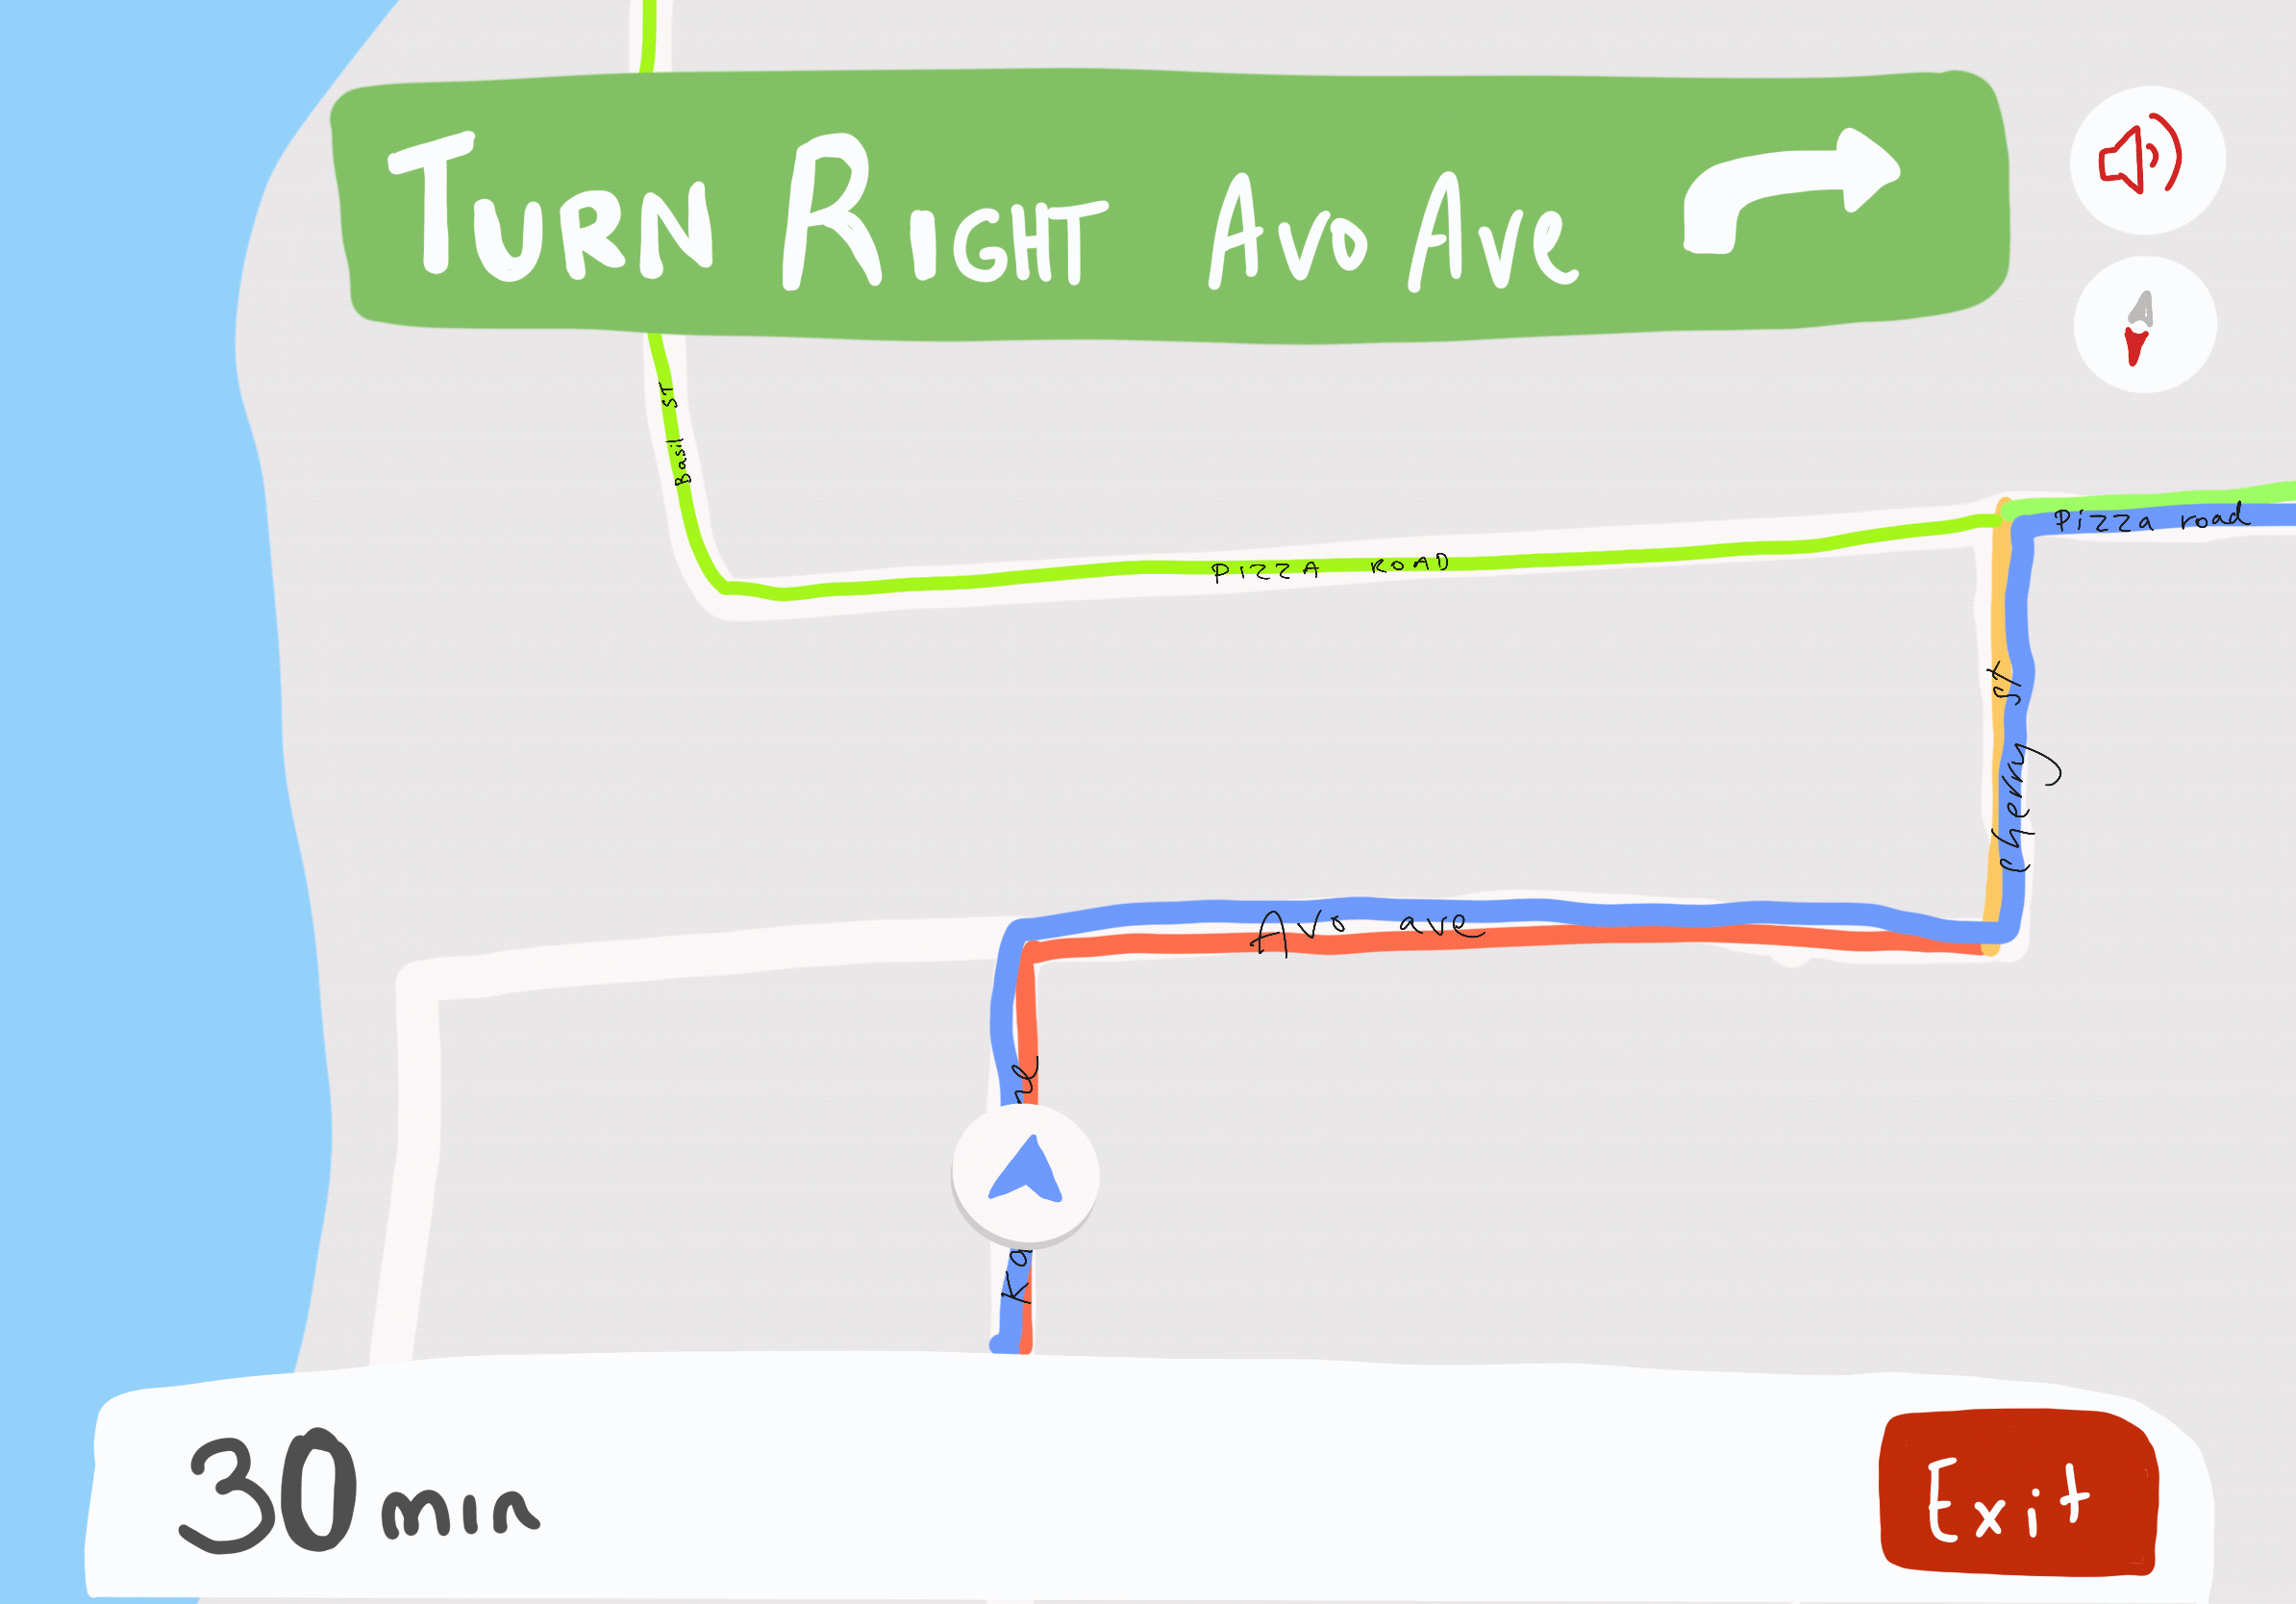 TURN RIGHT AVO AVE
Basil ST
PIZZA ROAD
Pizza road
Cherry st
Avo ave
30 min
Exit